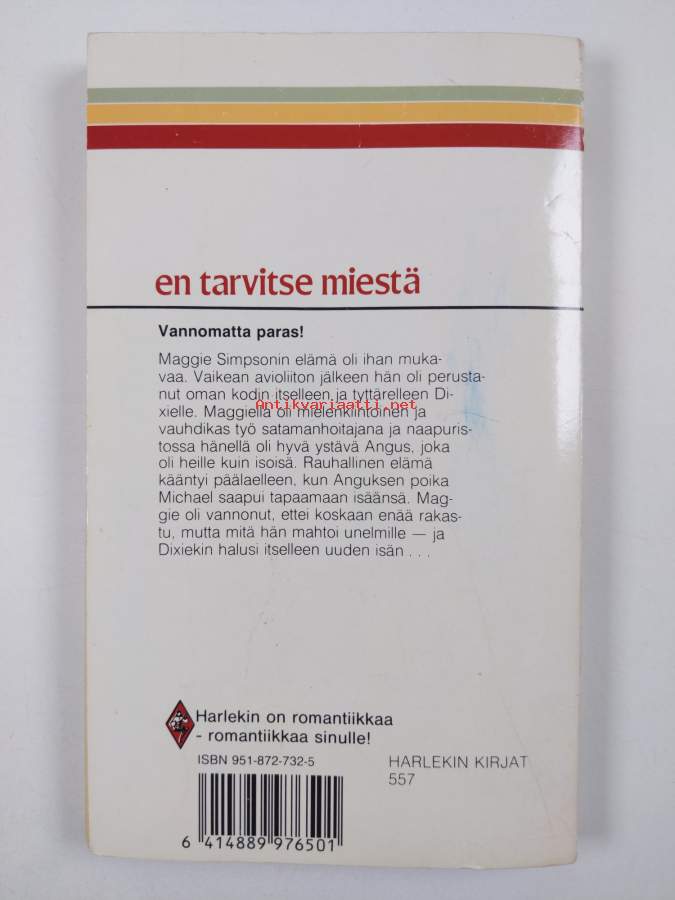 en tarvitse miestä
Vannomatta paras!
Maggie Simpsonin elämä oli ihan muka-
vaa. Vaikean avioliiton jälkeen hän oli perusta-
nut oman kodin itselleen ja tyttärelleen Di-
xielle. Maggiella oli mielenkiintoinen ja
Antikvariaatti.net
vauhdikas työ satamanhoitajana ja naapuris-
tossa hänellä oli hyvä ystävä Angus, joka
oli heille kuin isoisä. Rauhallinen elämä
kääntyi päälaelleen, kun Anguksen poika
Michael saapui tapaamaan isäänsä. Mag-
gie oli vannonut, ettei koskaan enää rakas-
tu, mutta mitä hän mahtoi unelmille — ja
Dixiekin halusi itselleen uuden isän . . .
Harlekin on romantiikkaa
- romantiikkaa sinulle!
ISBN 951-872-732-5
HARLEKIN KIRJAT
557
6 414889 976501